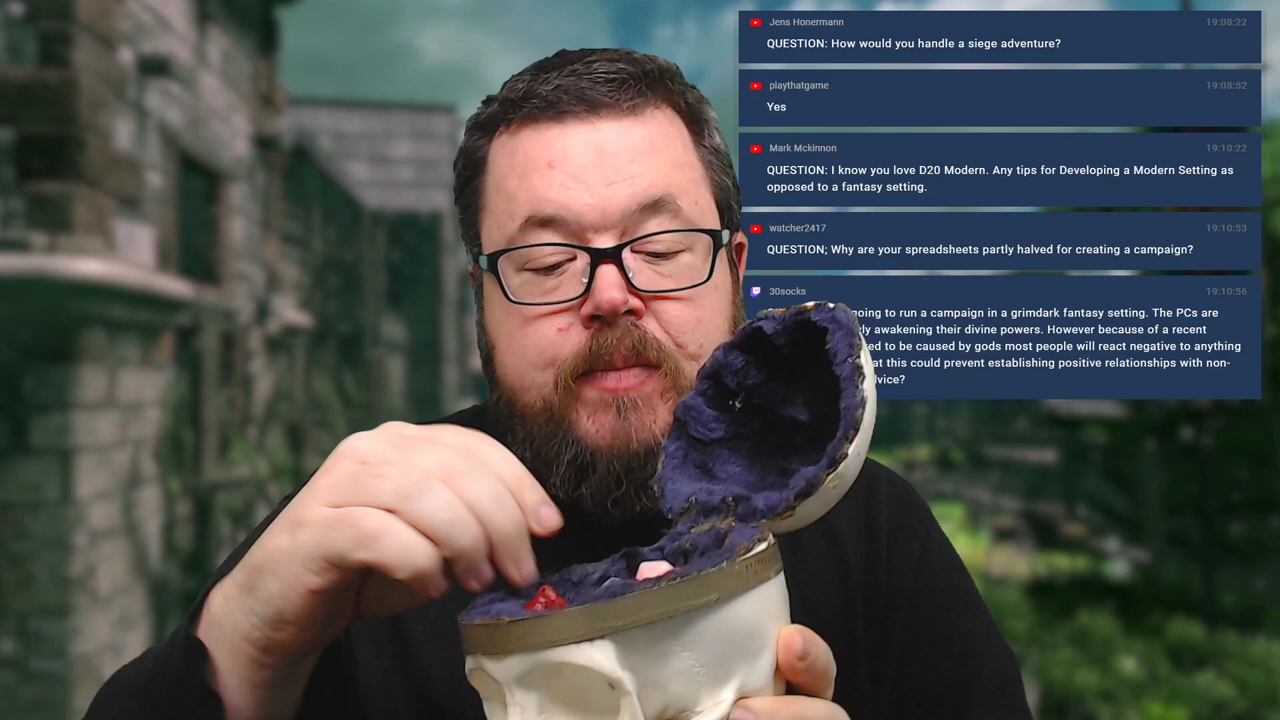 Jens Honermann 19:08:22
QUESTION: How would you handle a siege adventure?
playthatgame 19:08:52
Yes
Mark Mckinnon 19:10:22
QUESTION: I know you love D20 Modern. Any tips for Developing a Modern Setting as
opposed to a fantasy setting.
watcher2417 19:10:53
QUESTION; Why are your spreadsheets partly halved for creating a campaign?
30socks 19:10:56
going to run a campaign in a grimdark fantasy setting. The PCs are
awakening their divine powers. However because of a recent
to be caused by gods most people will react negative to anything
this could prevent establishing positive relationships with non-